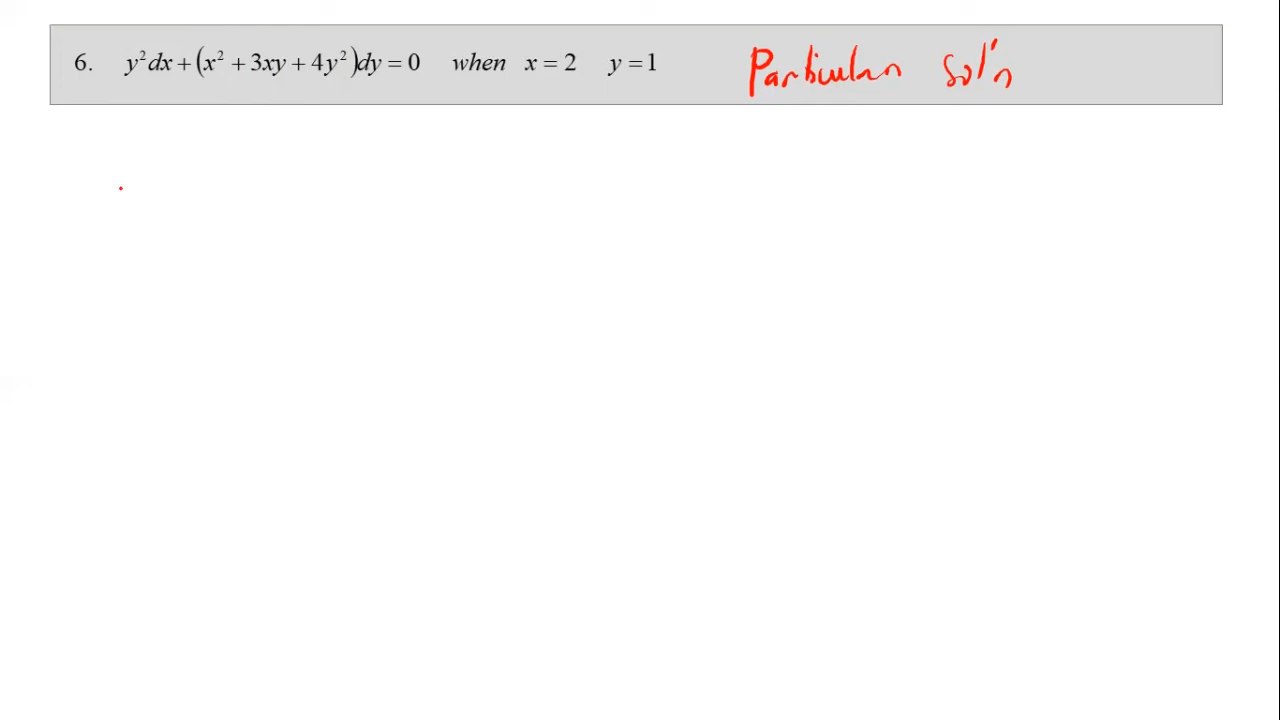 6. y²dx + (x² + 3xy + 4y²)dy = 0 when x = 2 y = 1 Particular sol'n